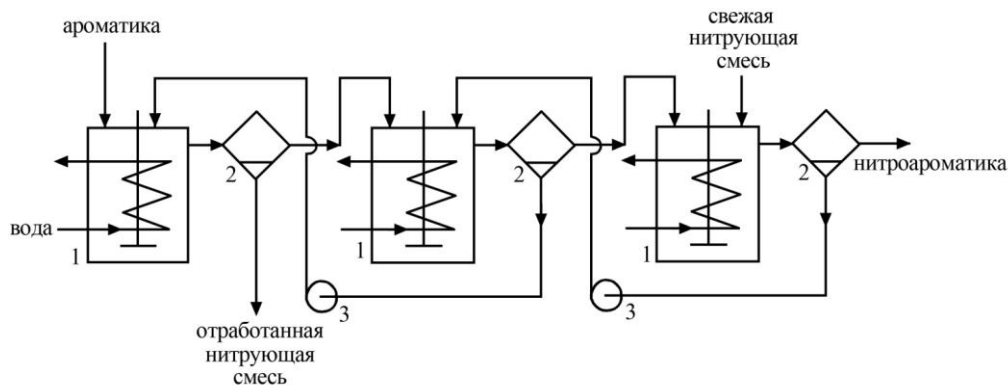 ароматика
свежая
нитрующая
смесь
2
2
2
нитроароматика
вода
1
1
1
3
3
отработанная
нитрующая
смесь